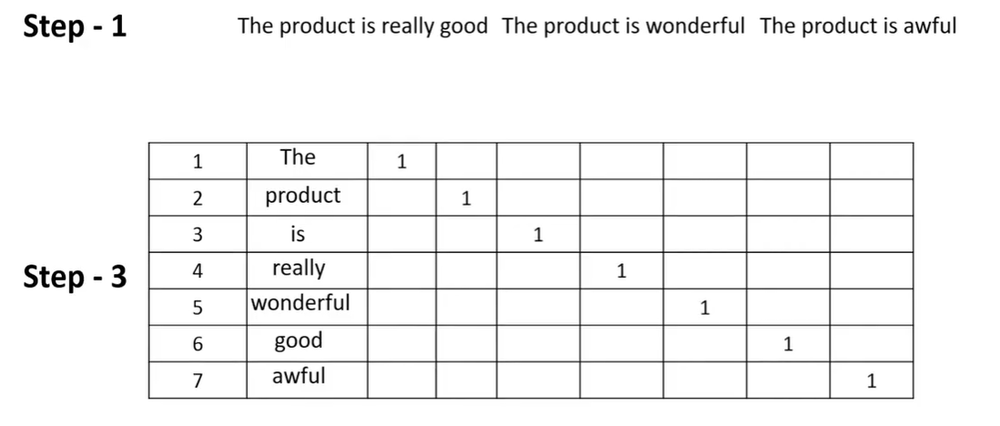 Step - 1 The product is really good The product is wonderful The product is awful
1 The 1
2 product 1
3 is 1
4 really 1
Step - 3
5 wonderful 1
6 good 1
7 awful 1